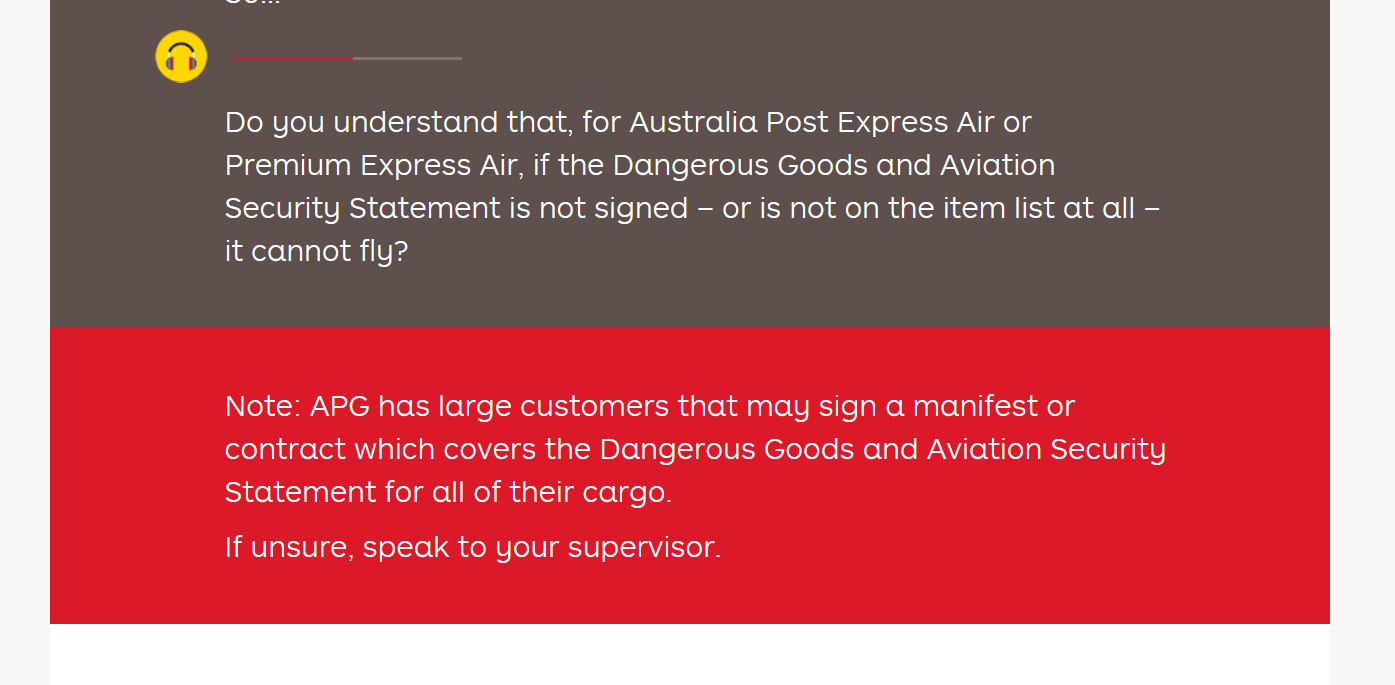 So...
Do you understand that, for Australia Post Express Air or
Premium Express Air, if the Dangerous Goods and Aviation
Security Statement is not signed – or is not on the item list at all –
it cannot fly?
Note: APG has large customers that may sign a manifest or
contract which covers the Dangerous Goods and Aviation Security
Statement for all of their cargo.
If unsure, speak to your supervisor.